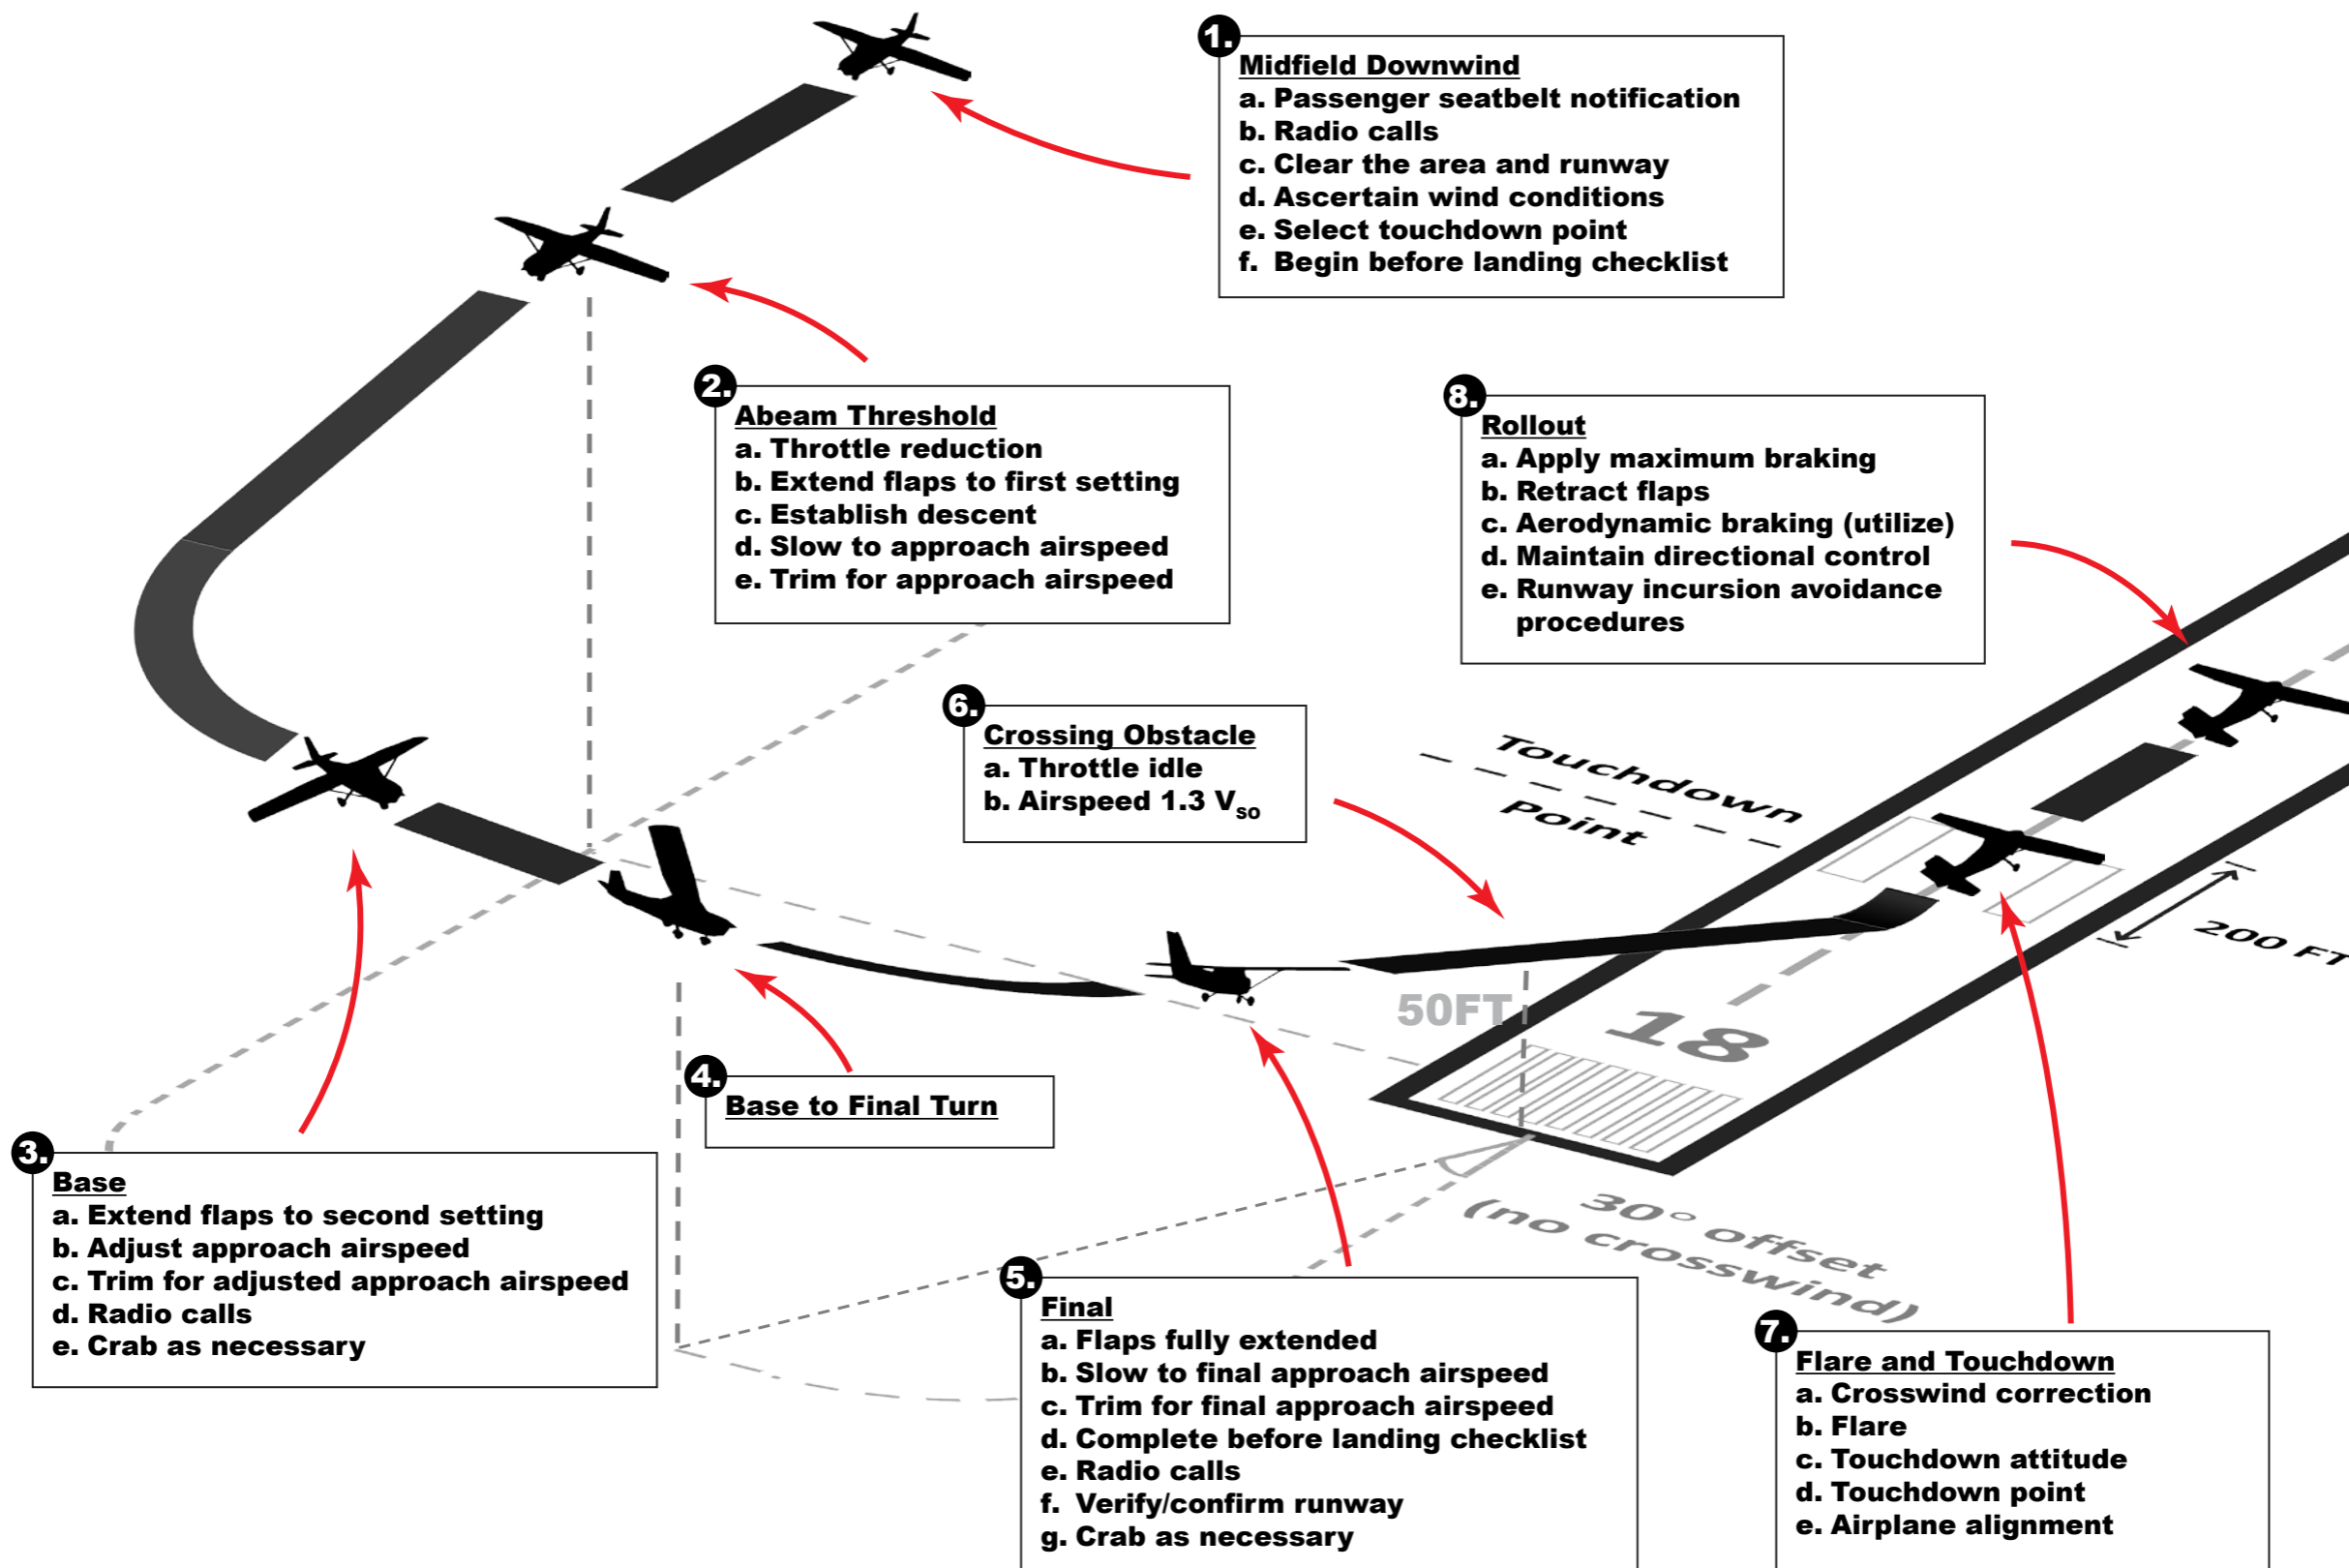 1.
Midfield Downwind
a. Passenger seatbelt notification
b. Radio calls
c. Clear the area and runway
d. Ascertain wind conditions
e. Select touchdown point
f. Begin before landing checklist
2.
Abeam Threshold
a. Throttle reduction
b. Extend flaps to first setting
c. Establish descent
d. Slow to approach airspeed
e. Trim for approach airspeed
8.
Rollout
a. Apply maximum braking
b. Retract flaps
c. Aerodynamic braking (utilize)
d. Maintain directional control
e. Runway incursion avoidance
procedures
6.
Crossing Obstacle
a. Throttle idle
b. Airspeed 1.3 Vso
Touchdown
Point
200 FT
50FT
18
4.
Base to Final Turn
3.
Base
a. Extend flaps to second setting
b. Adjust approach airspeed
c. Trim for adjusted approach airspeed
d. Radio calls
e. Crab as necessary
30° offset
(no crosswind)
5.
Final
a. Flaps fully extended
b. Slow to final approach airspeed
c. Trim for final approach airspeed
d. Complete before landing checklist
e. Radio calls
f. Verify/confirm runway
g. Crab as necessary
7.
Flare and Touchdown
a. Crosswind correction
b. Flare
c. Touchdown attitude
d. Touchdown point
e. Airplane alignment